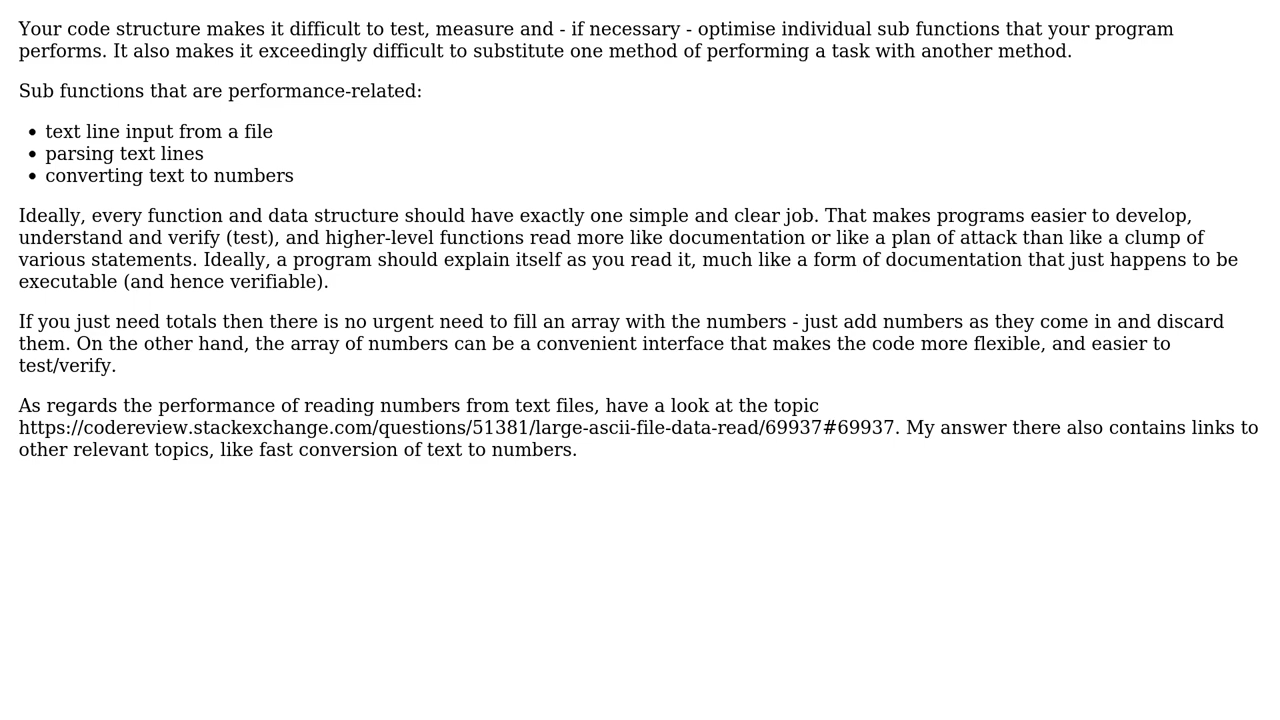 Your code structure makes it difficult to test, measure and - if necessary - optimise individual sub functions that your program
performs. It also makes it exceedingly difficult to substitute one method of performing a task with another method.
Sub functions that are performance-related:
• text line input from a file
• parsing text lines
• converting text to numbers
Ideally, every function and data structure should have exactly one simple and clear job. That makes programs easier to develop,
understand and verify (test), and higher-level functions read more like documentation or like a plan of attack than like a clump of
various statements. Ideally, a program should explain itself as you read it, much like a form of documentation that just happens to be
executable (and hence verifiable).
If you just need totals then there is no urgent need to fill an array with the numbers - just add numbers as they come in and discard
them. On the other hand, the array of numbers can be a convenient interface that makes the code more flexible, and easier to
test/verify.
As regards the performance of reading numbers from text files, have a look at the topic
https://codereview.stackexchange.com/questions/51381/large-ascii-file-data-read/69937#69937. My answer there also contains links to
other relevant topics, like fast conversion of text to numbers.